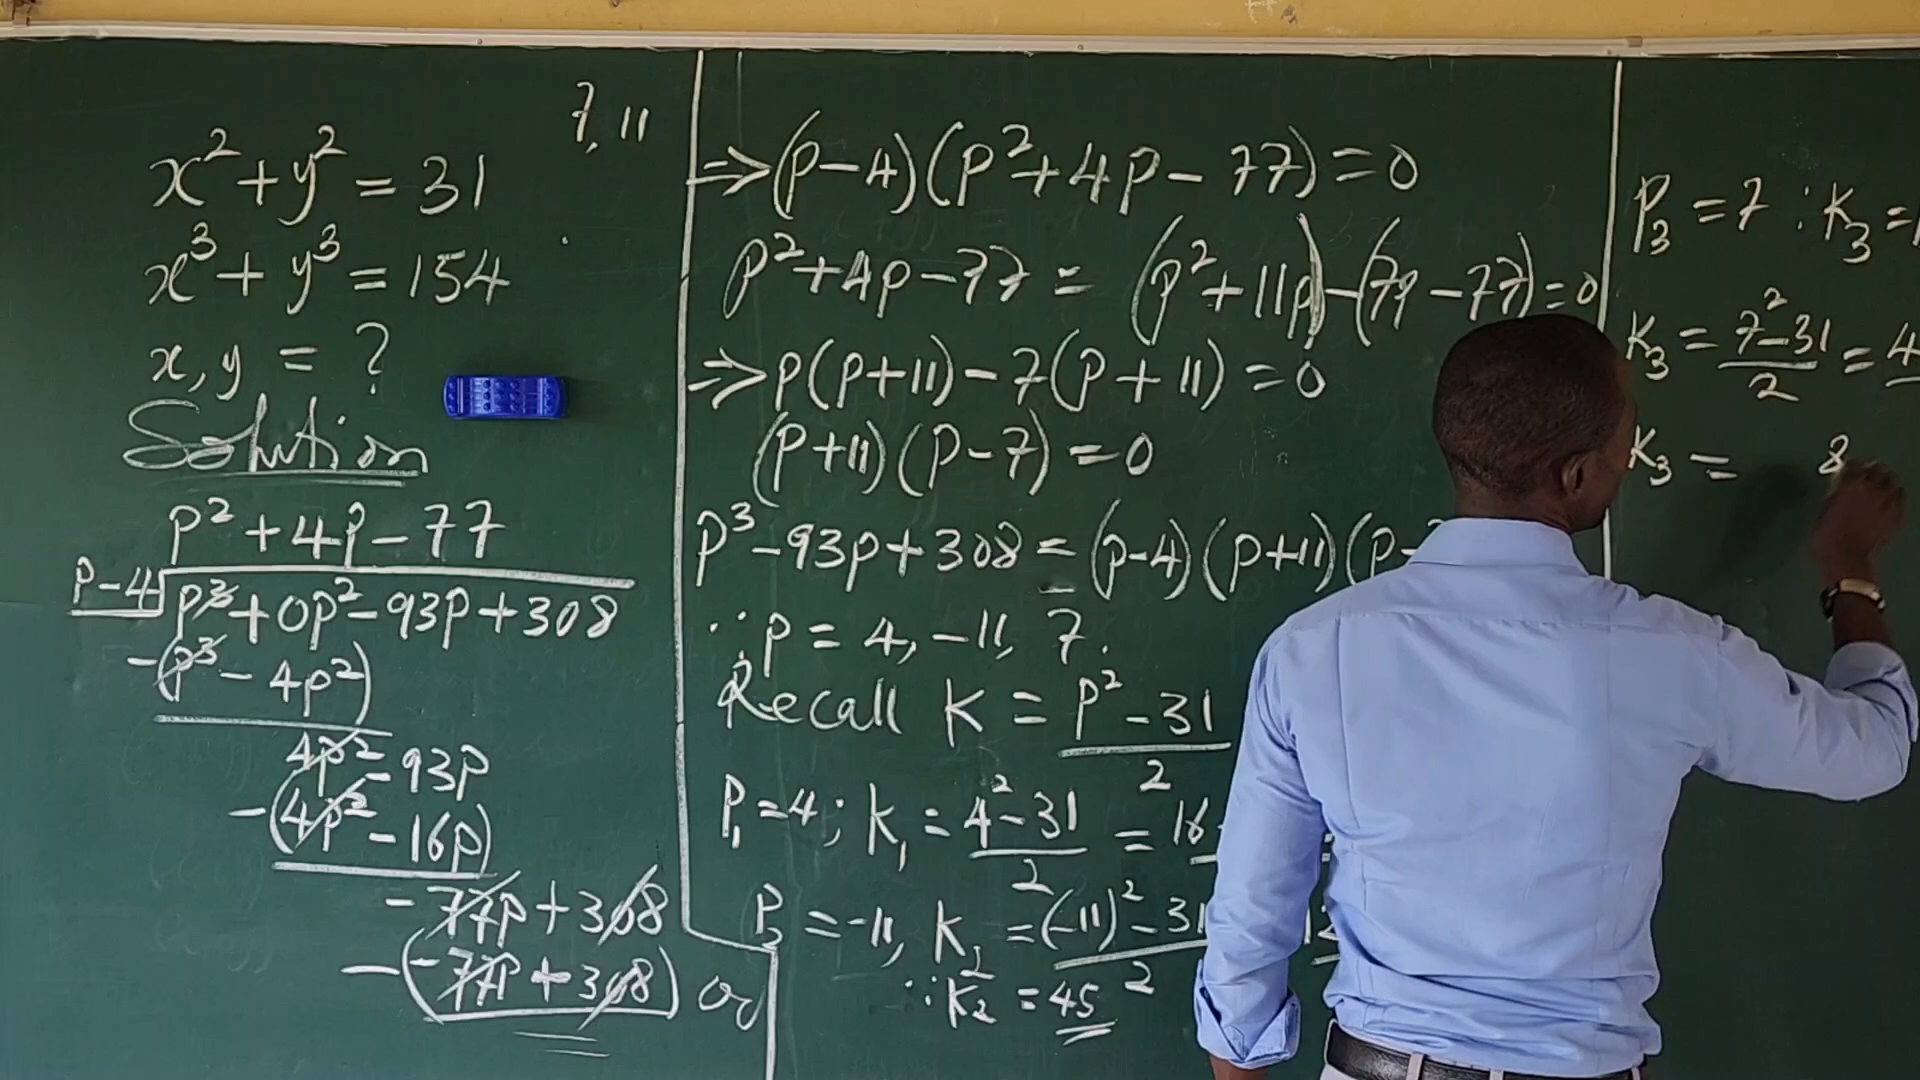 7, 11
x² + y² = 31
x³ + y³ = 154
x, y = ?
Solution
p² + 4p - 77
p-4 p³ + 0p² - 93p + 308
-(p³ - 4p²)
4p² - 93p
-(4p² - 16p)
- 77p + 308
-(-77p + 308)
or
=> (p-4)(p² + 4p - 77) = 0
p² + 4p - 77 = (p² + 11p) - (7p - 77) = 0
=> p(p + 11) - 7(p + 11) = 0
(p + 11)(p - 7) = 0
p³ - 93p + 308 = (p-4)(p+11)(p-
∴ p = 4, -11, 7.
Recall K = p² - 31 / 2
P₁ = 4; K₁ = 4² - 31 / 2 = 16
P₂ = -11, K₂ = (-11)² - 31 / 2
∴ K₂ = 45
P₃ = 7 : K₃ =
K₃ = 7² - 31 / 2 = 4
K₃ = 8